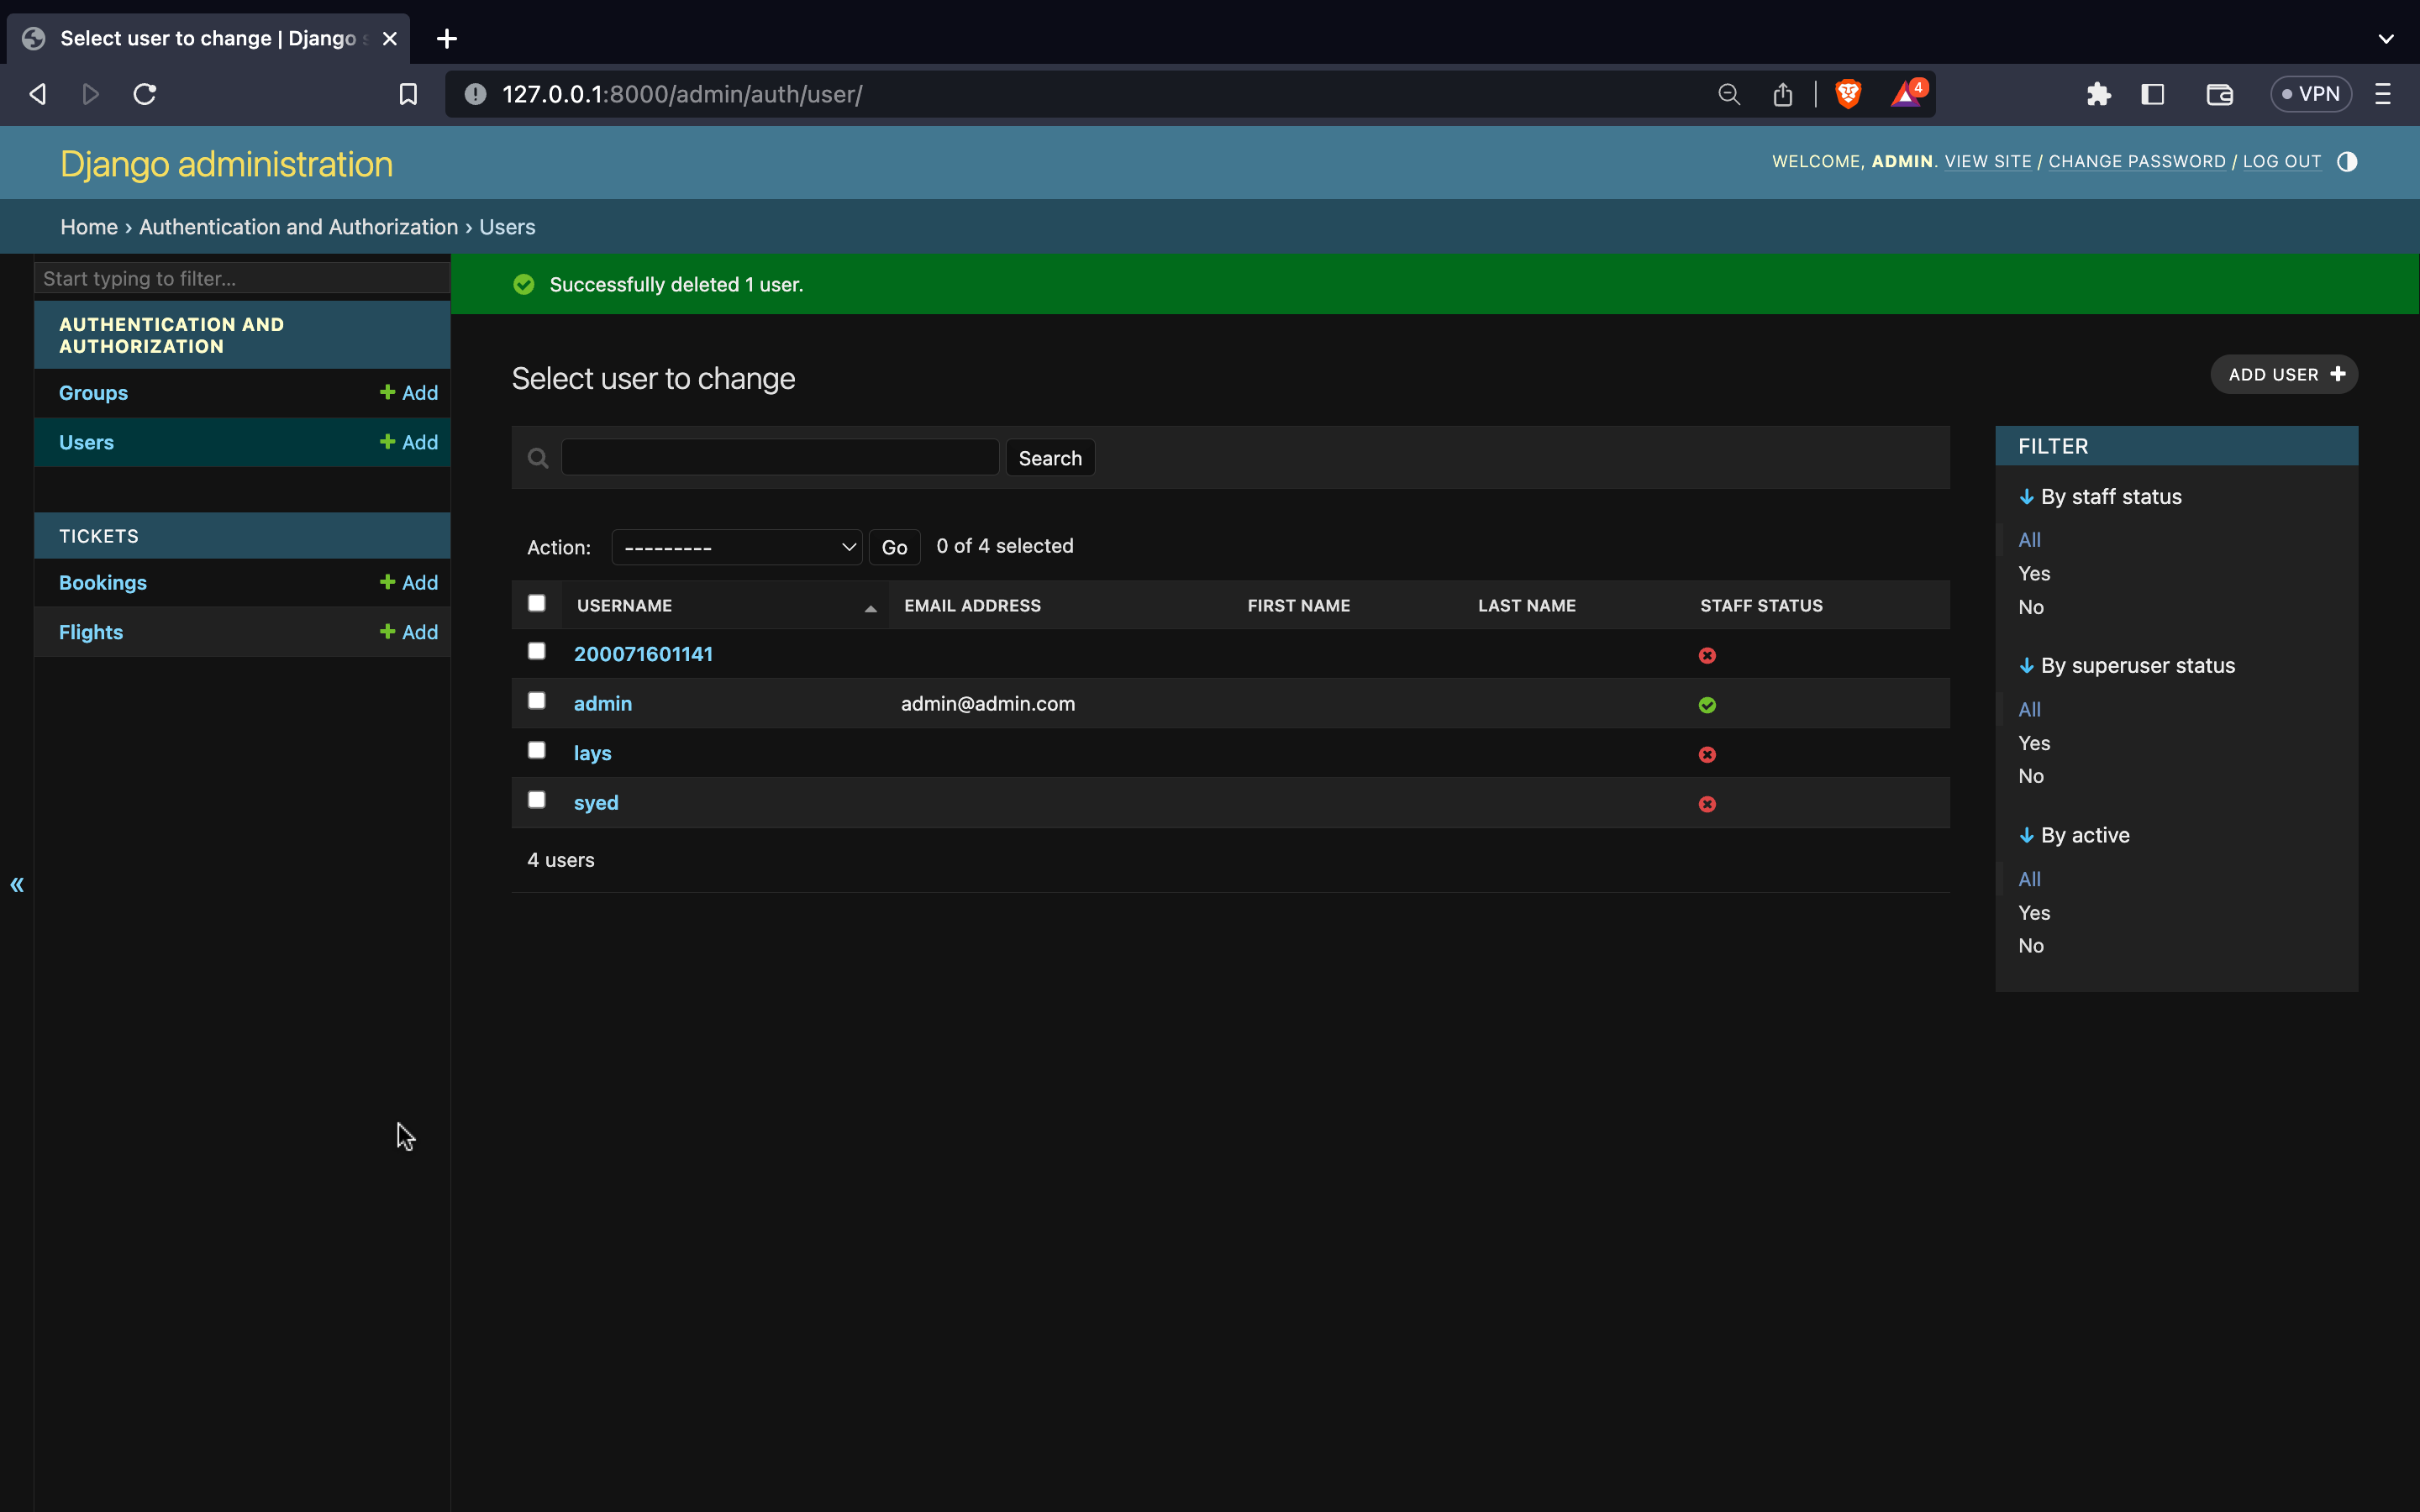 Select user to change | Django
127.0.0.1:8000/admin/auth/user/
4
VPN
Django administration
WELCOME, ADMIN. VIEW SITE / CHANGE PASSWORD / LOG OUT
Home › Authentication and Authorization › Users
Start typing to filter...
AUTHENTICATION AND
AUTHORIZATION
Groups + Add
Users + Add
TICKETS
Bookings + Add
Flights + Add
«
Successfully deleted 1 user.
Select user to change
ADD USER +
Search
Action: --------- Go 0 of 4 selected
USERNAME EMAIL ADDRESS FIRST NAME LAST NAME STAFF STATUS
200071601141
admin admin@admin.com
lays
syed
4 users
FILTER
↓ By staff status
All
Yes
No
↓ By superuser status
All
Yes
No
↓ By active
All
Yes
No